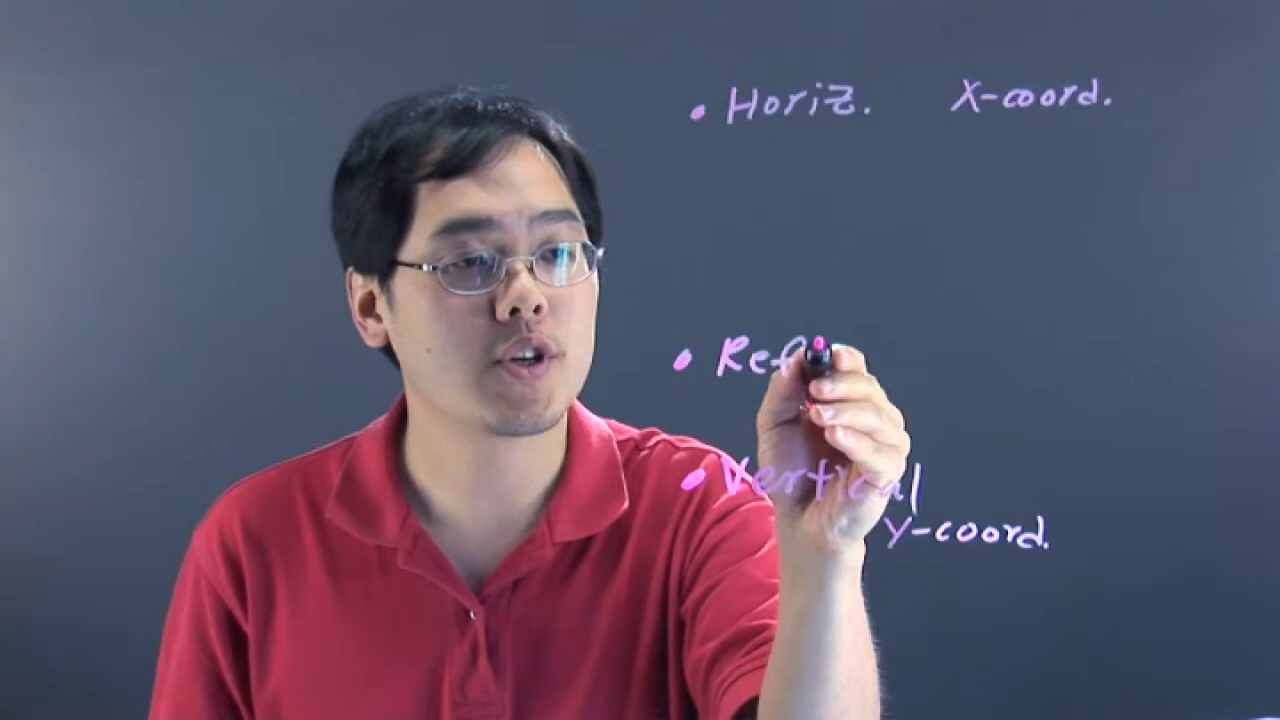 • Horiz. X-coord.
• Ref
• Vertical
Y-coord.